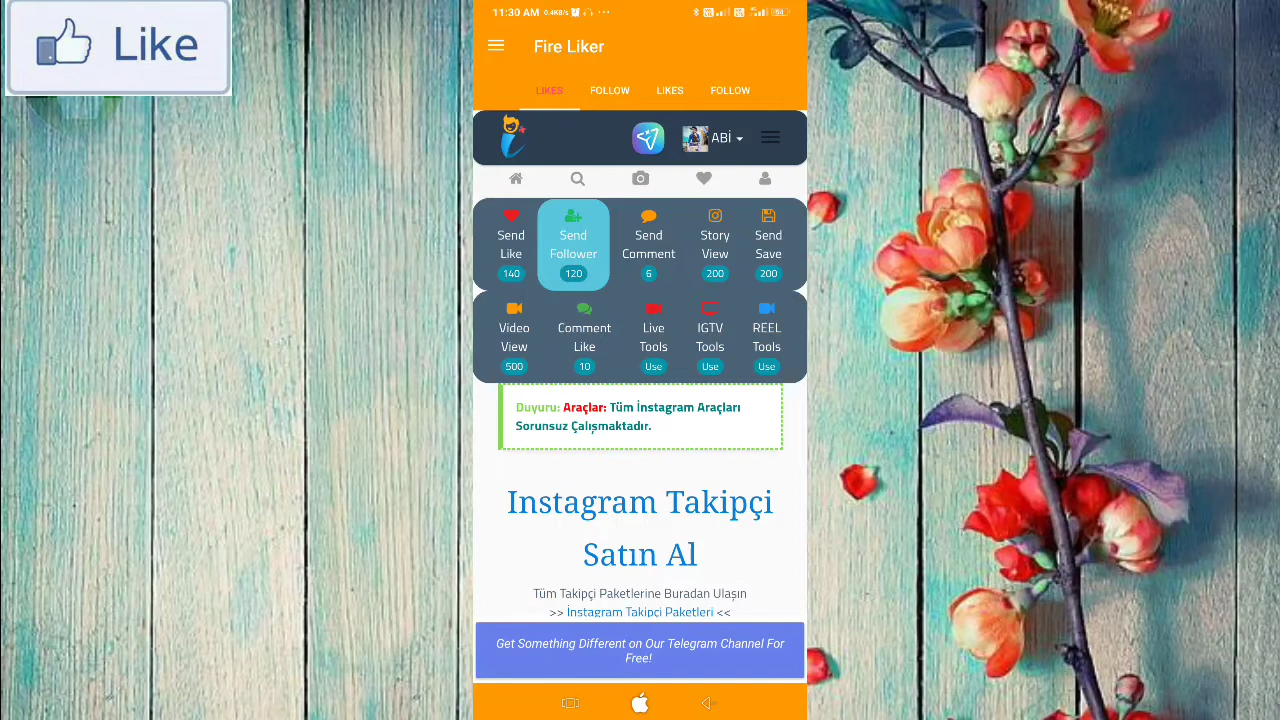 Like
11:30 AM 0.4KB/s
54
Fire Liker
LIKES FOLLOW LIKES FOLLOW
ABİ
Send Like 140
Send Follower 120
Send Comment 6
Story View 200
Send Save 200
Video View 500
Comment Like 10
Live Tools Use
IGTV Tools Use
REEL Tools Use
Duyuru: Araçlar: Tüm İnstagram Araçları
Sorunsuz Çalışmaktadır.
Instagram Takipçi
Satın Al
Tüm Takipçi Paketlerine Buradan Ulaşın
>> İnstagram Takipçi Paketleri <<
Get Something Different on Our Telegram Channel For
Free!